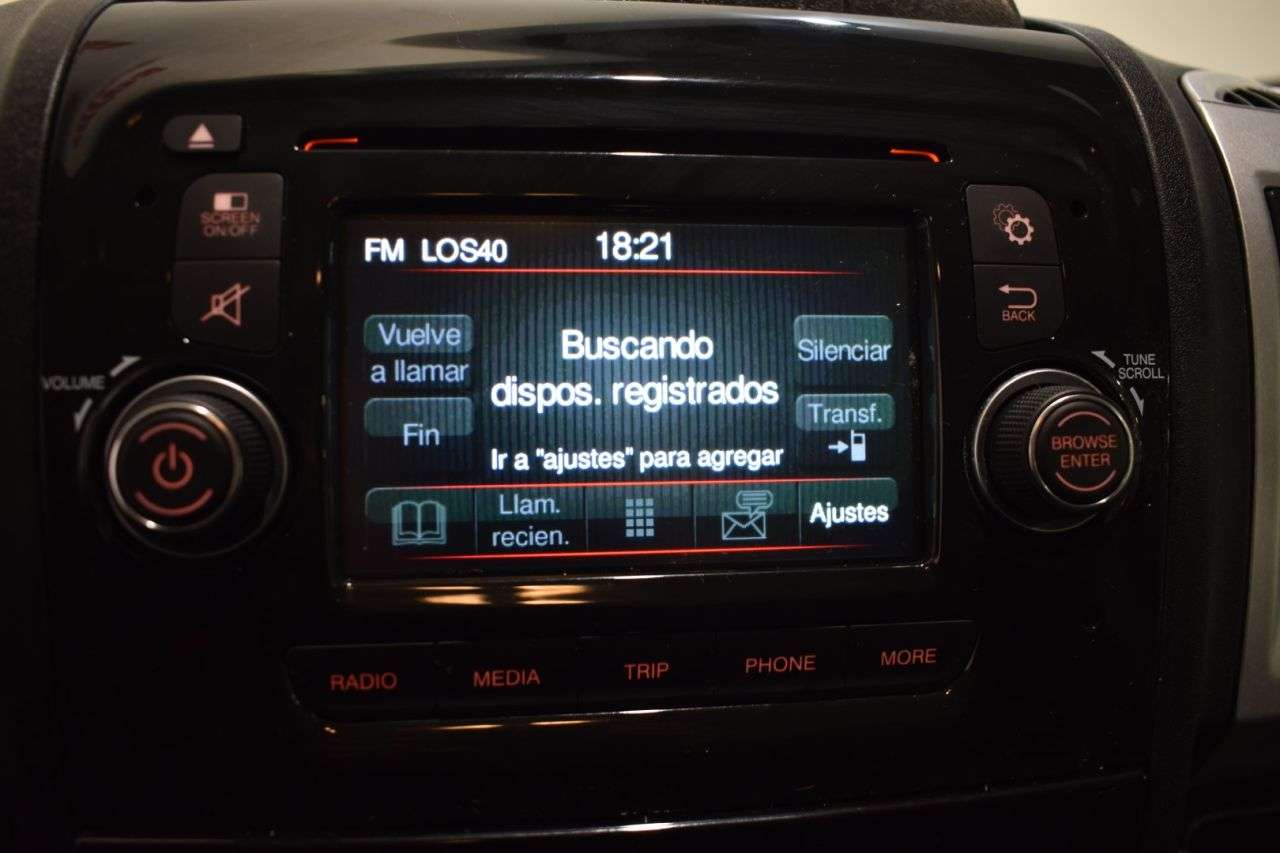 SCREEN
ON/OFF
VOLUME
FM LOS40 18:21
Vuelve
a llamar
Fin
Buscando
dispos. registrados
Ir a "ajustes" para agregar
Silenciar
Transf.
Llam.
recien.
Ajustes
BACK
TUNE
SCROLL
BROWSE
ENTER
RADIO MEDIA TRIP PHONE MORE